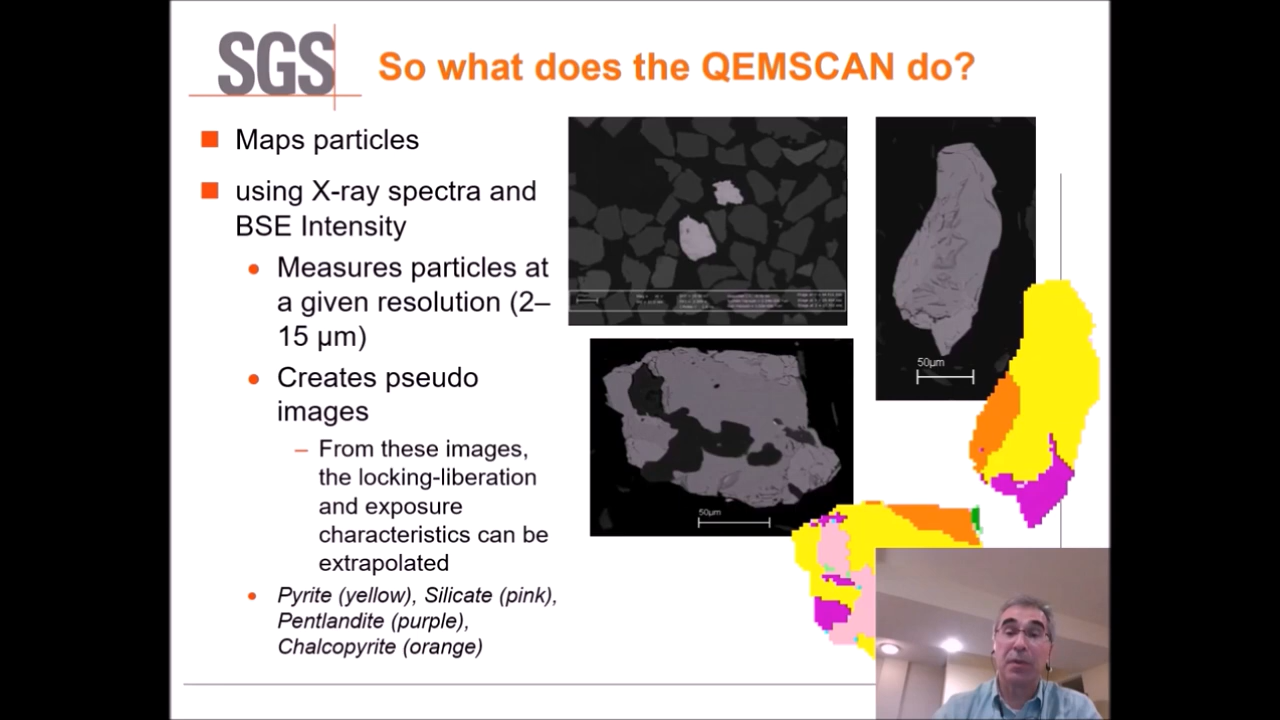 SGS
So what does the QEMSCAN do?
Maps particles
using X-ray spectra and
BSE Intensity
Measures particles at
a given resolution (2–
15 µm)
Creates pseudo
images
– From these images,
the locking-liberation
and exposure
characteristics can be
extrapolated
Pyrite (yellow), Silicate (pink),
Pentlandite (purple),
Chalcopyrite (orange)
50µm
50µm